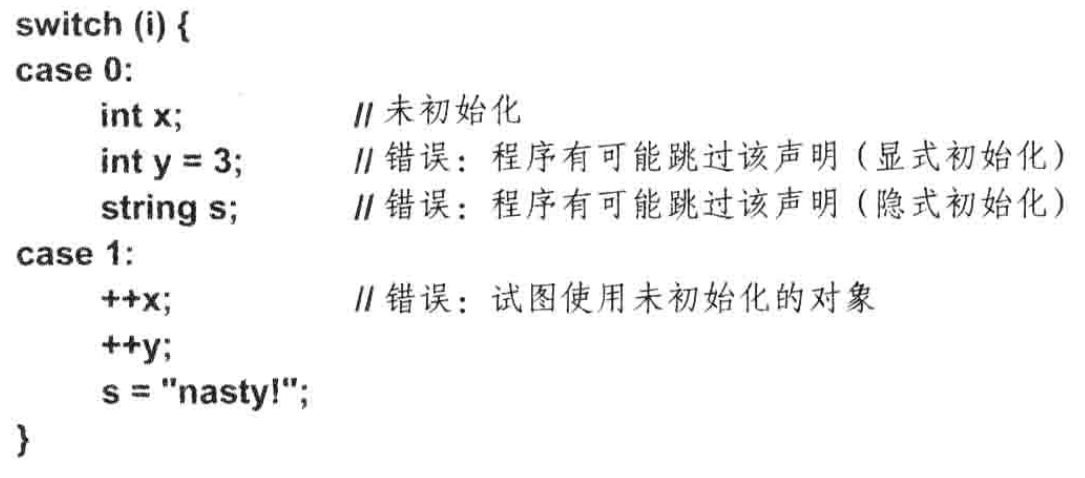 switch (i) {
case 0:
int x; // 未初始化
int y = 3; // 错误：程序有可能跳过该声明（显式初始化）
string s; // 错误：程序有可能跳过该声明（隐式初始化）
case 1:
++x; // 错误：试图使用未初始化的对象
++y;
s = "nasty!";
}